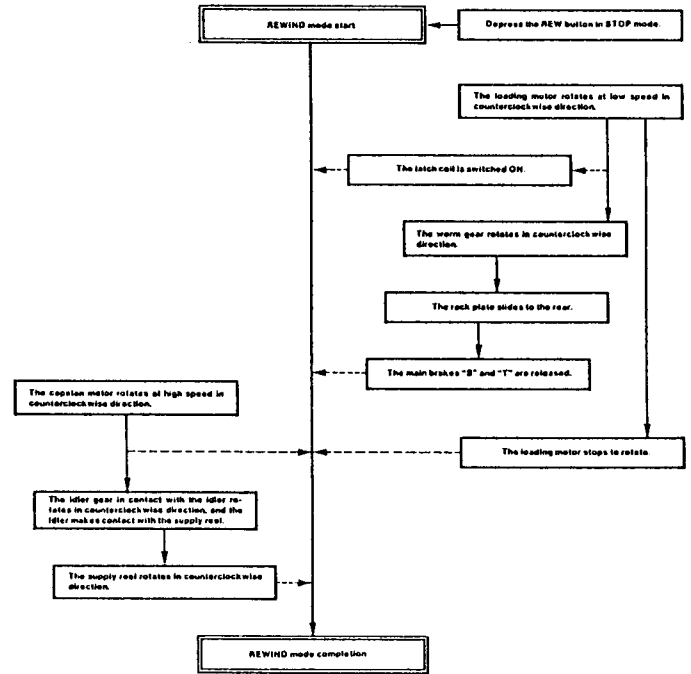 REWIND mode start
Depress the REW button in STOP mode.
The loading motor rotates at low speed in
counterclockwise direction.
The latch coil is switched ON.
The worm gear rotates in counterclockwise
direction.
The rack plate slides to the rear.
The main brakes "S" and "T" are released.
The capstan motor rotates at high speed in
counterclockwise direction.
The loading motor stops to rotate.
The idler gear in contact with the idler ro-
tates in counterclockwise direction, and the
idler makes contact with the supply reel.
The supply reel rotates in counterclockwise
direction.
REWIND mode completion